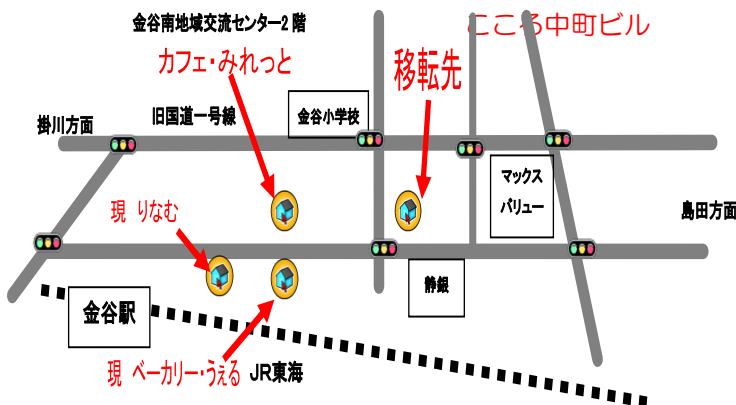 金谷南地域交流センター2階
こころ中町ビル
カフェ・みれっと
移転先
旧国道一号線
金谷小学校
掛川方面
マックス
バリュー
島田方面
現 りなむ
静銀
金谷駅
現 ベーカリー・うぇる
JR東海